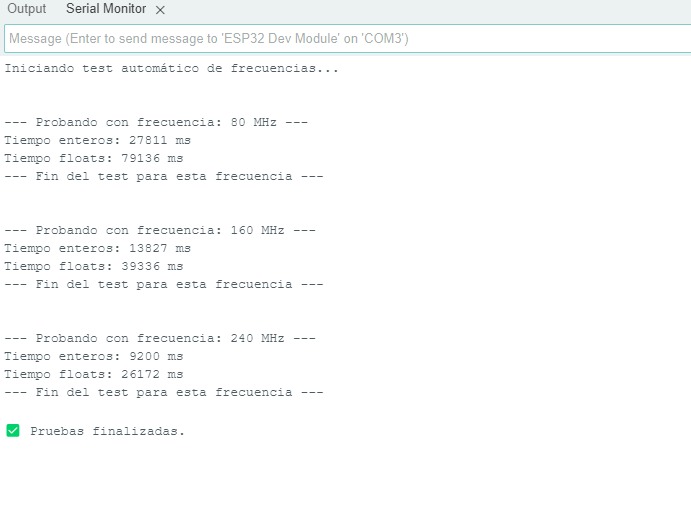 Output Serial Monitor
Message (Enter to send message to 'ESP32 Dev Module' on 'COM3')
Iniciando test automático de frecuencias...
--- Probando con frecuencia: 80 MHz ---
Tiempo enteros: 27811 ms
Tiempo floats: 79136 ms
--- Fin del test para esta frecuencia ---
--- Probando con frecuencia: 160 MHz ---
Tiempo enteros: 13827 ms
Tiempo floats: 39336 ms
--- Fin del test para esta frecuencia ---
--- Probando con frecuencia: 240 MHz ---
Tiempo enteros: 9200 ms
Tiempo floats: 26172 ms
--- Fin del test para esta frecuencia ---
✅ Pruebas finalizadas.